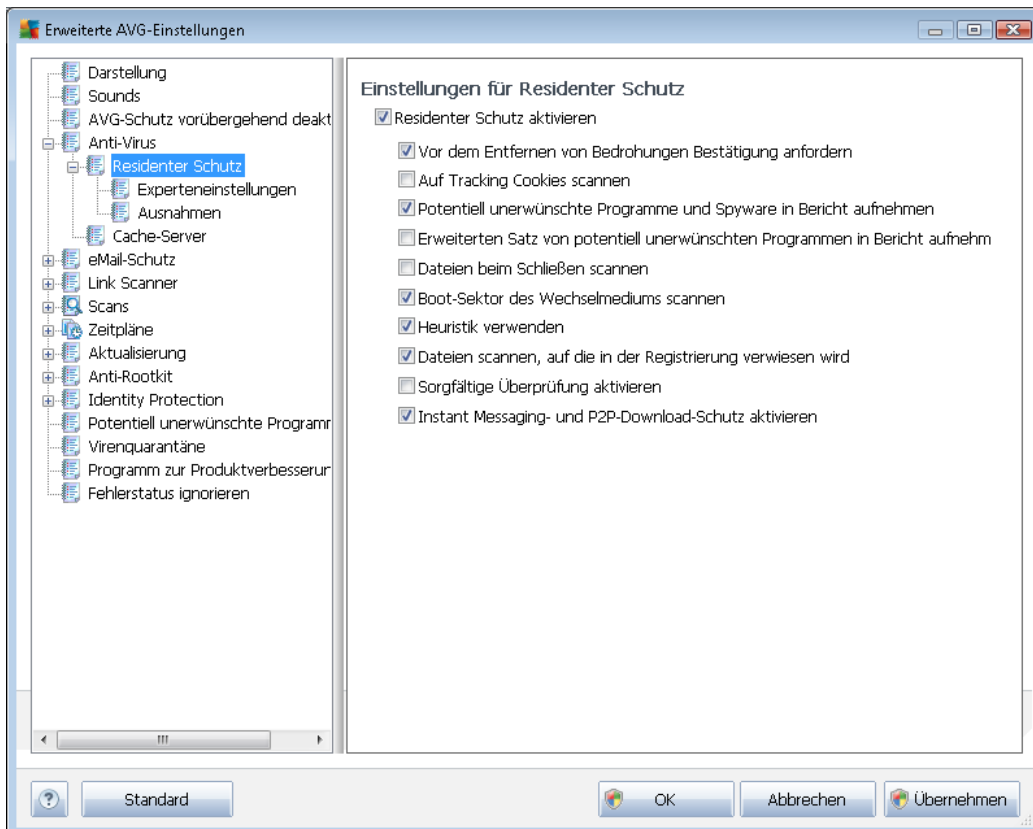 Erweiterte AVG-Einstellungen
Darstellung
Sounds
AVG-Schutz vorübergehend deakt
Anti-Virus
Residenter Schutz
Experteneinstellungen
Ausnahmen
Cache-Server
eMail-Schutz
Link Scanner
Scans
Zeitpläne
Aktualisierung
Anti-Rootkit
Identity Protection
Potentiell unerwünschte Programm
Virenquarantäne
Programm zur Produktverbesserun
Fehlerstatus ignorieren
Einstellungen für Residenter Schutz
Residenter Schutz aktivieren
Vor dem Entfernen von Bedrohungen Bestätigung anfordern
Auf Tracking Cookies scannen
Potentiell unerwünschte Programme und Spyware in Bericht aufnehmen
Erweiterten Satz von potentiell unerwünschten Programmen in Bericht aufnehm
Dateien beim Schließen scannen
Boot-Sektor des Wechselmediums scannen
Heuristik verwenden
Dateien scannen, auf die in der Registrierung verwiesen wird
Sorgfältige Überprüfung aktivieren
Instant Messaging- und P2P-Download-Schutz aktivieren
?
Standard
OK
Abbrechen
Übernehmen